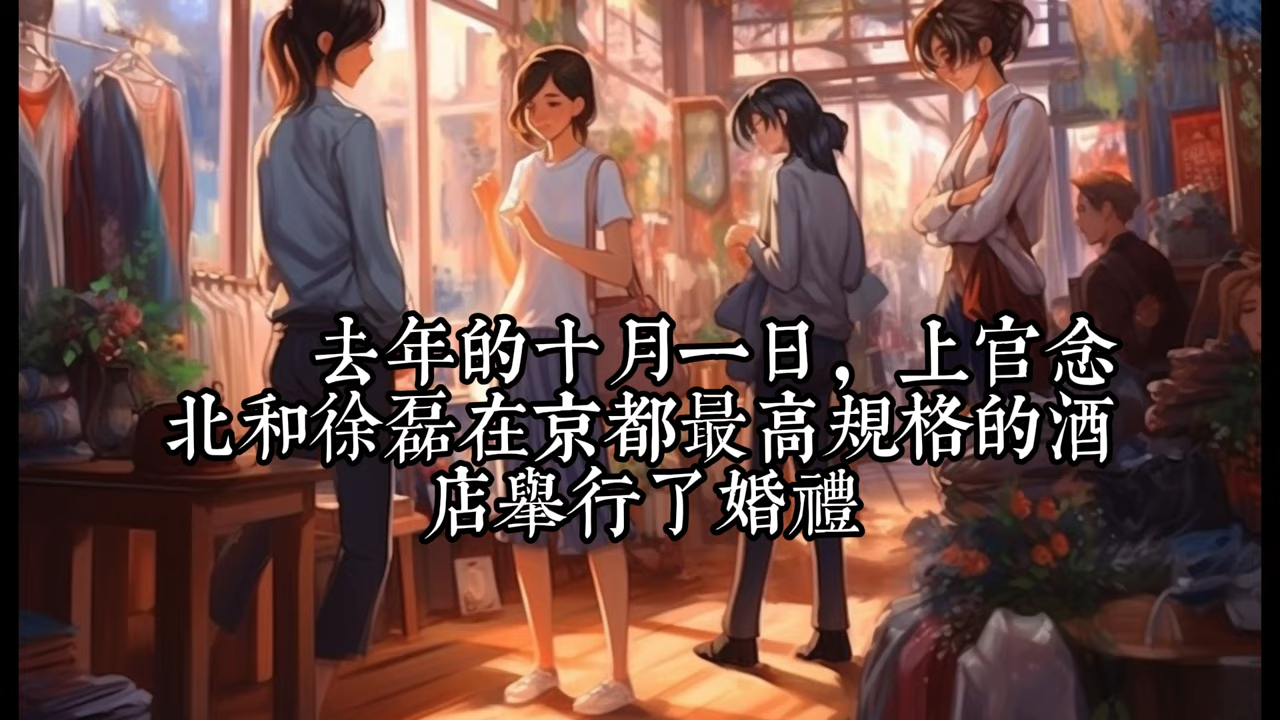 去年的十月一日，上官念
北和徐磊在京都最高規格的酒
店舉行了婚禮